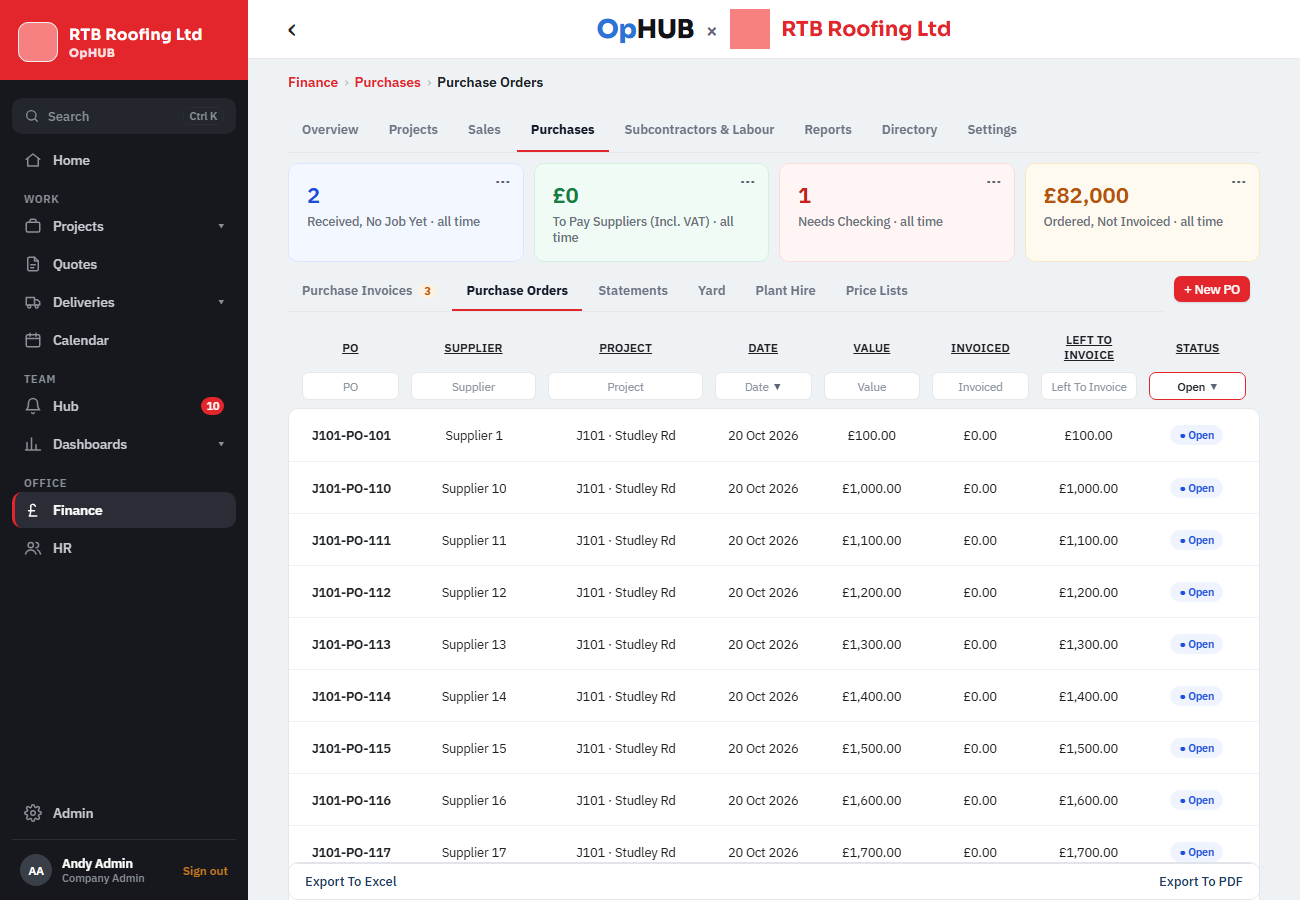 RTB Roofing Ltd
OpHUB
Search
Ctrl K
Home
WORK
Projects
Quotes
Deliveries
Calendar
TEAM
Hub
10
Dashboards
OFFICE
£
Finance
HR
Admin
AA
Andy Admin
Company Admin
Sign out
OpHUB × RTB Roofing Ltd
Finance › Purchases › Purchase Orders
Overview Projects Sales Purchases Subcontractors & Labour Reports Directory Settings
2
Received, No Job Yet · all time
£0
To Pay Suppliers (Incl. VAT) · all
time
1
Needs Checking · all time
£82,000
Ordered, Not Invoiced · all time
Purchase Invoices 3 Purchase Orders Statements Yard Plant Hire Price Lists
+ New PO
PO SUPPLIER PROJECT DATE VALUE INVOICED LEFT TO INVOICE STATUS
PO Supplier Project Date ▼ Value Invoiced Left To Invoice Open ▼
J101-PO-101 Supplier 1 J101 · Studley Rd 20 Oct 2026 £100.00 £0.00 £100.00 Open
J101-PO-110 Supplier 10 J101 · Studley Rd 20 Oct 2026 £1,000.00 £0.00 £1,000.00 Open
J101-PO-111 Supplier 11 J101 · Studley Rd 20 Oct 2026 £1,100.00 £0.00 £1,100.00 Open
J101-PO-112 Supplier 12 J101 · Studley Rd 20 Oct 2026 £1,200.00 £0.00 £1,200.00 Open
J101-PO-113 Supplier 13 J101 · Studley Rd 20 Oct 2026 £1,300.00 £0.00 £1,300.00 Open
J101-PO-114 Supplier 14 J101 · Studley Rd 20 Oct 2026 £1,400.00 £0.00 £1,400.00 Open
J101-PO-115 Supplier 15 J101 · Studley Rd 20 Oct 2026 £1,500.00 £0.00 £1,500.00 Open
J101-PO-116 Supplier 16 J101 · Studley Rd 20 Oct 2026 £1,600.00 £0.00 £1,600.00 Open
J101-PO-117 Supplier 17 J101 · Studley Rd 20 Oct 2026 £1,700.00 £0.00 £1,700.00 Open
Export To Excel
Export To PDF